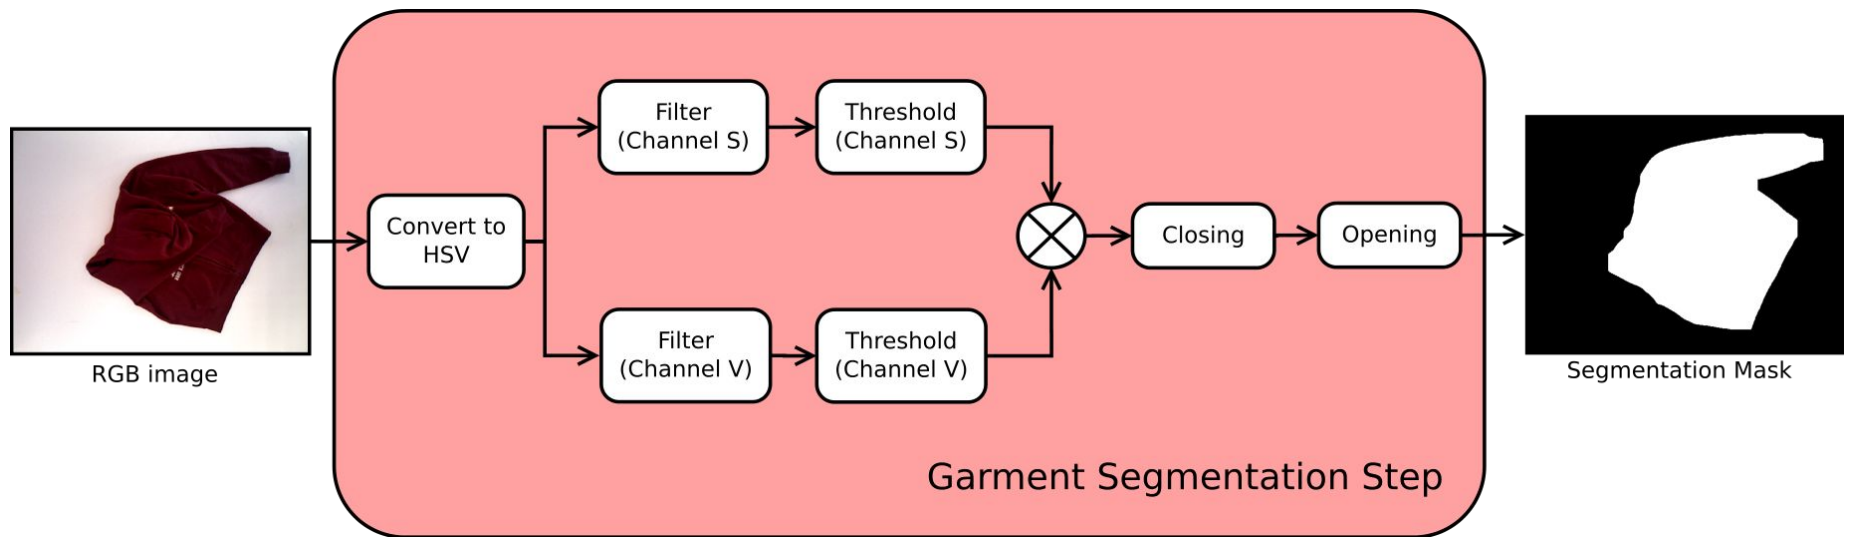 RGB image
Convert to
HSV
Filter
(Channel S)
Threshold
(Channel S)
Filter
(Channel V)
Threshold
(Channel V)
Closing
Opening
Segmentation Mask
Garment Segmentation Step